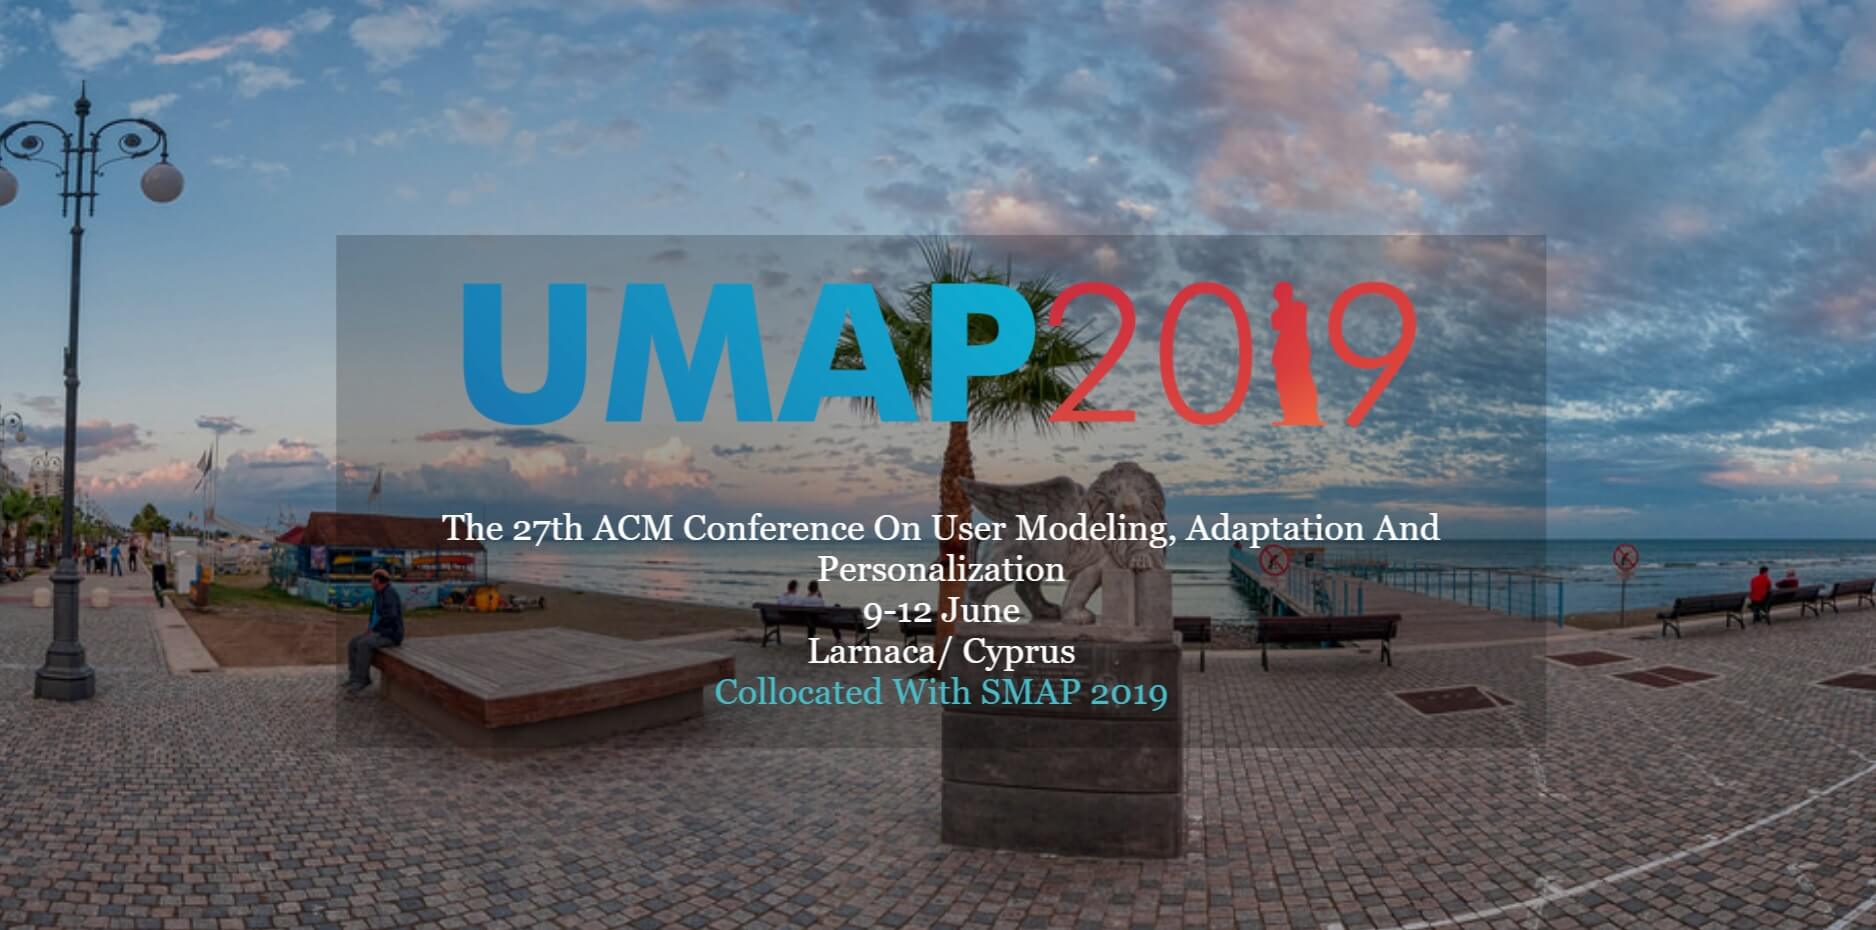 UMAP2019
The 27th ACM Conference On User Modeling, Adaptation And
Personalization
9-12 June
Larnaca/ Cyprus
Collocated With SMAP 2019